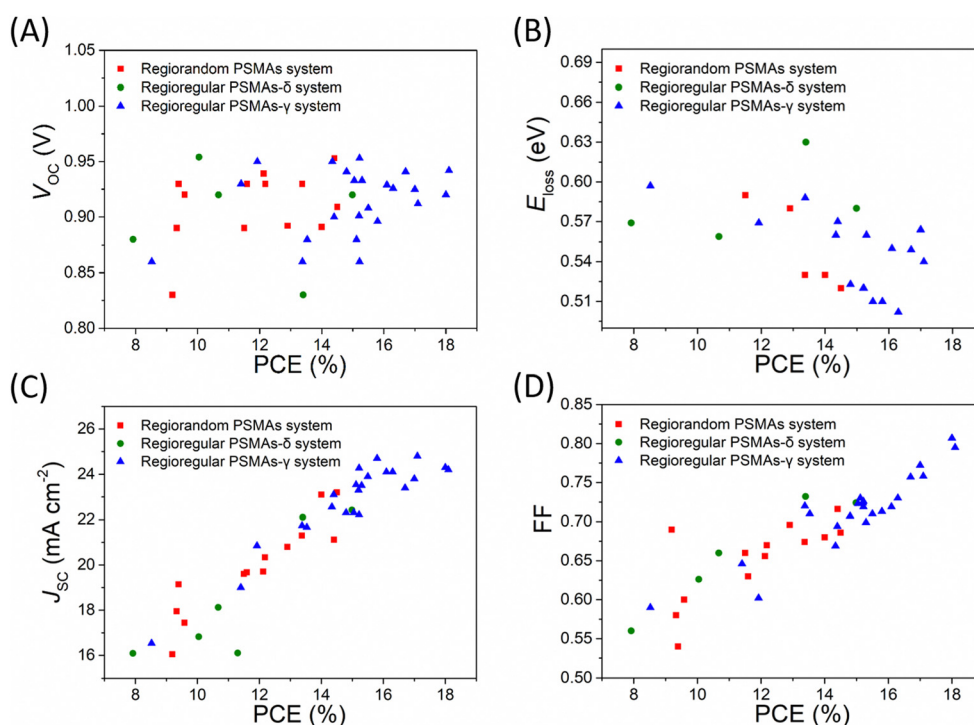 (A)
1.05
1.00
0.95
0.90
0.85
0.80
V_OC (V)
Regiorandom PSMAs system
Regioregular PSMAs-δ system
Regioregular PSMAs-γ system
8 10 12 14 16 18
PCE (%)
(B)
0.69
0.66
0.63
0.60
0.57
0.54
0.51
E_loss (eV)
Regiorandom PSMAs system
Regioregular PSMAs-δ system
Regioregular PSMAs-γ system
8 10 12 14 16 18
PCE (%)
(C)
26
24
22
20
18
16
J_SC (mA cm⁻²)
Regiorandom PSMAs system
Regioregular PSMAs-δ system
Regioregular PSMAs-γ system
8 10 12 14 16 18
PCE (%)
(D)
0.85
0.80
0.75
0.70
0.65
0.60
0.55
0.50
FF
Regiorandom PSMAs system
Regioregular PSMAs-δ system
Regioregular PSMAs-γ system
8 10 12 14 16 18
PCE (%)